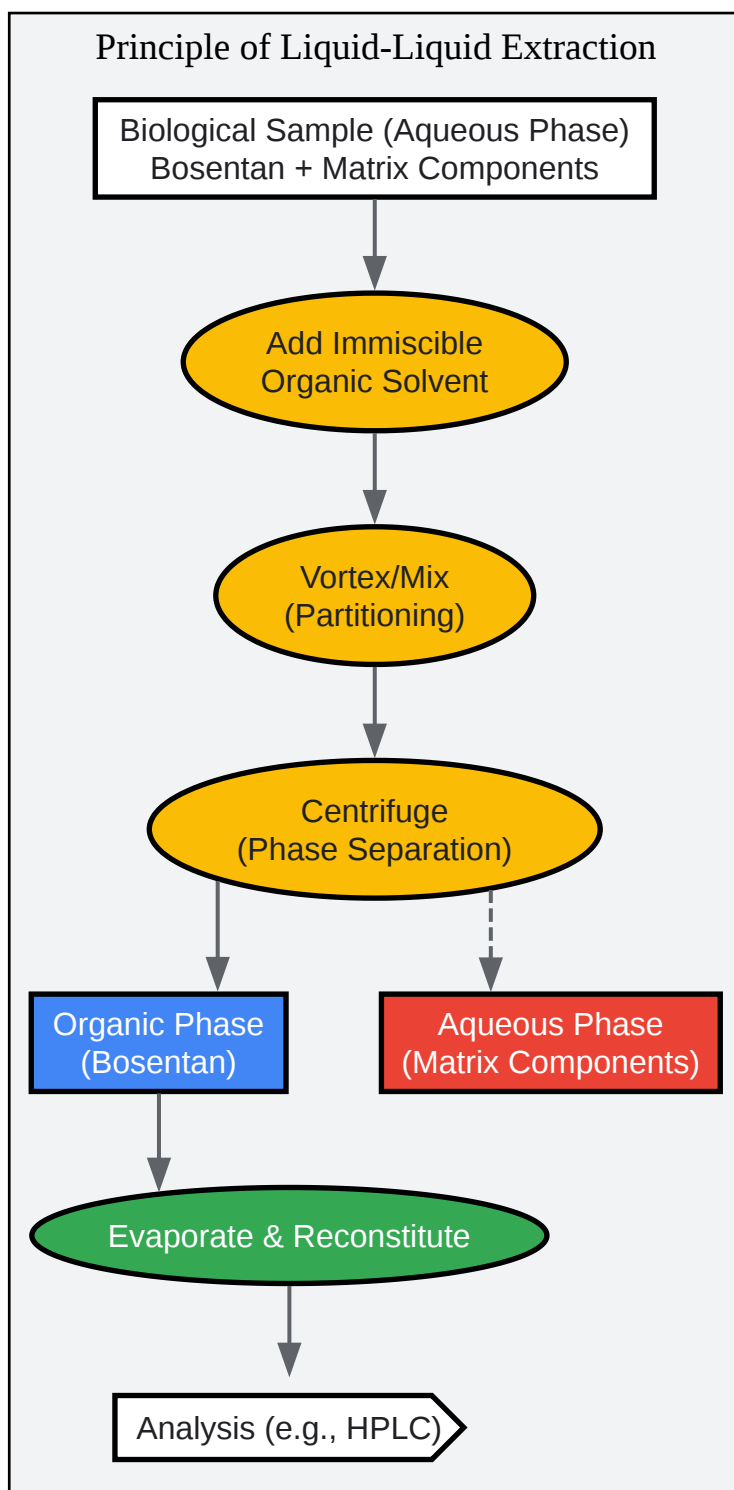 Principle of Liquid-Liquid Extraction
Biological Sample (Aqueous Phase)
Bosentan + Matrix Components
Add Immiscible
Organic Solvent
Vortex/Mix
(Partitioning)
Centrifuge
(Phase Separation)
Organic Phase
(Bosentan)
Aqueous Phase
(Matrix Components)
Evaporate & Reconstitute
Analysis (e.g., HPLC)